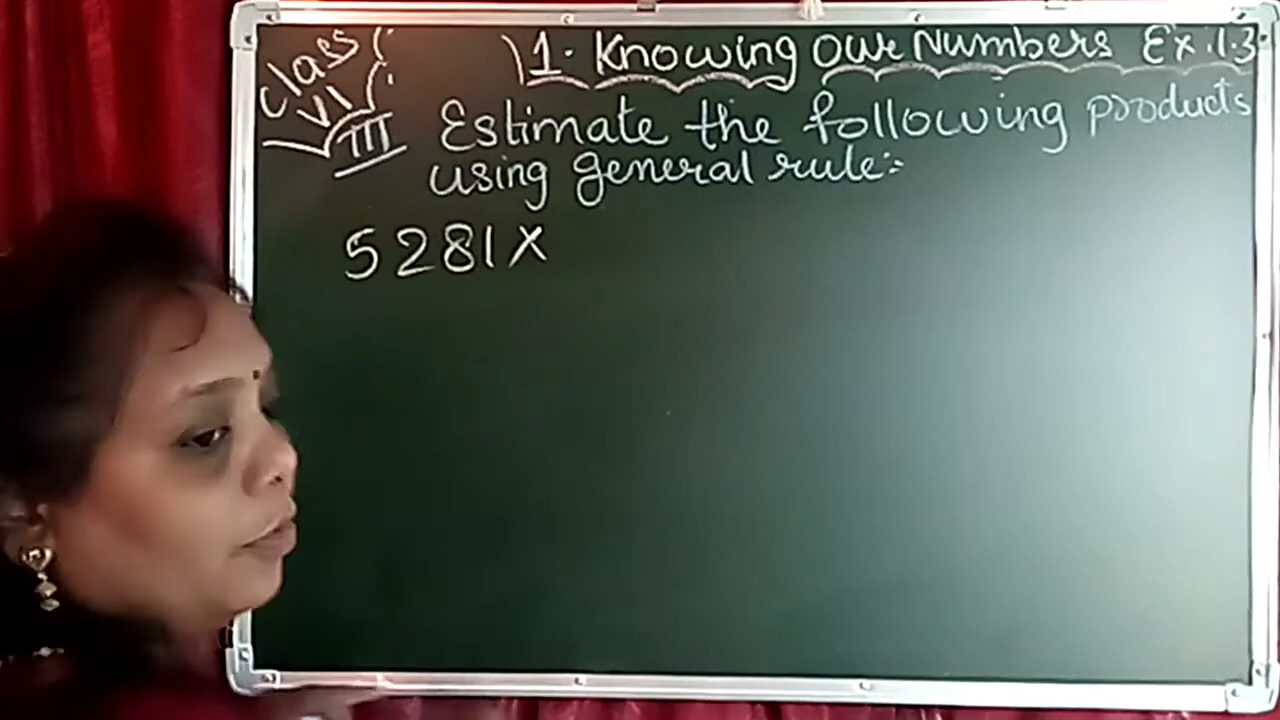 Class VI
1. Knowing Our Numbers Ex.1.3
III Estimate the following products
using general rule:-
5281 X